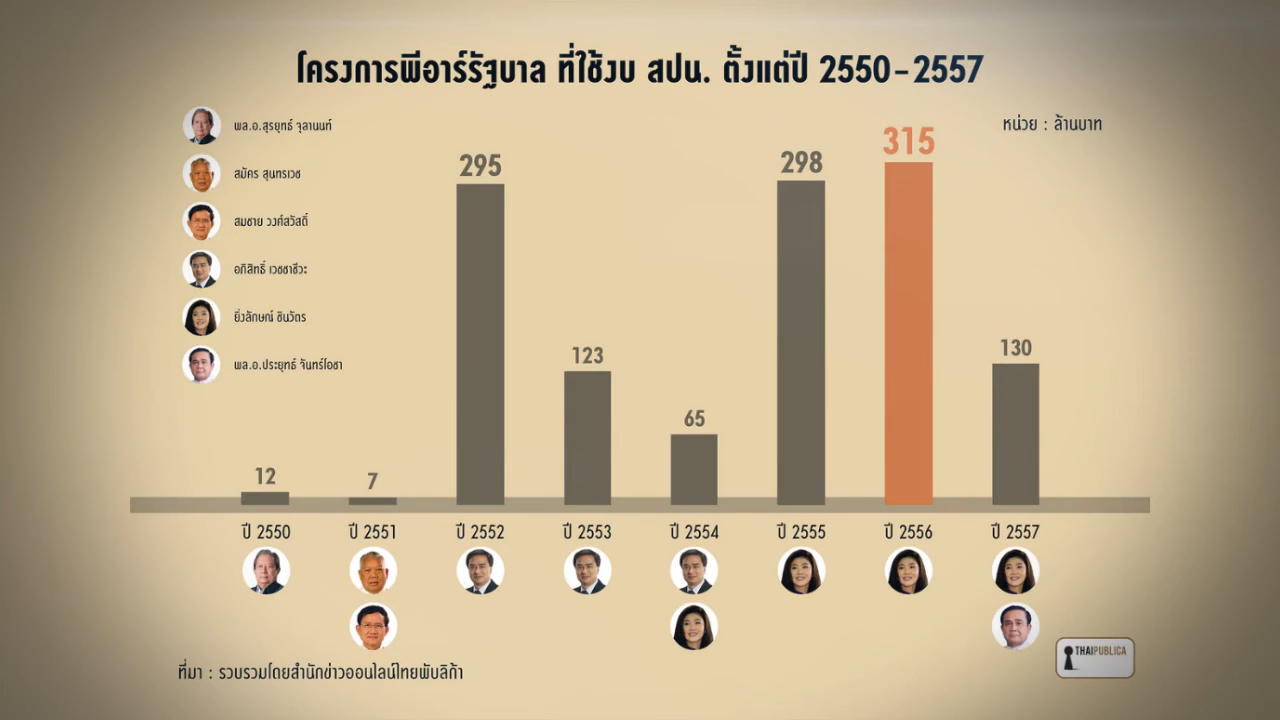 โครงการพีอาร์รัฐบาล ที่ใช้งบ สปน. ตั้งแต่ปี 2550-2557
หน่วย : ล้านบาท
พล.อ.สุรยุทธ์ จุลานนท์
สมัคร สุนทรเวช
สมชาย วงศ์สวัสดิ์
อภิสิทธิ์ เวชชาชีวะ
ยิ่งลักษณ์ ชินวัตร
พล.อ.ประยุทธ์ จันทร์โอชา
12
7
295
123
65
298
315
130
ปี 2550
ปี 2551
ปี 2552
ปี 2553
ปี 2554
ปี 2555
ปี 2556
ปี 2557
ที่มา : รวบรวมโดยสำนักข่าวออนไลน์ไทยพับลิก้า
THAIPUBLICA